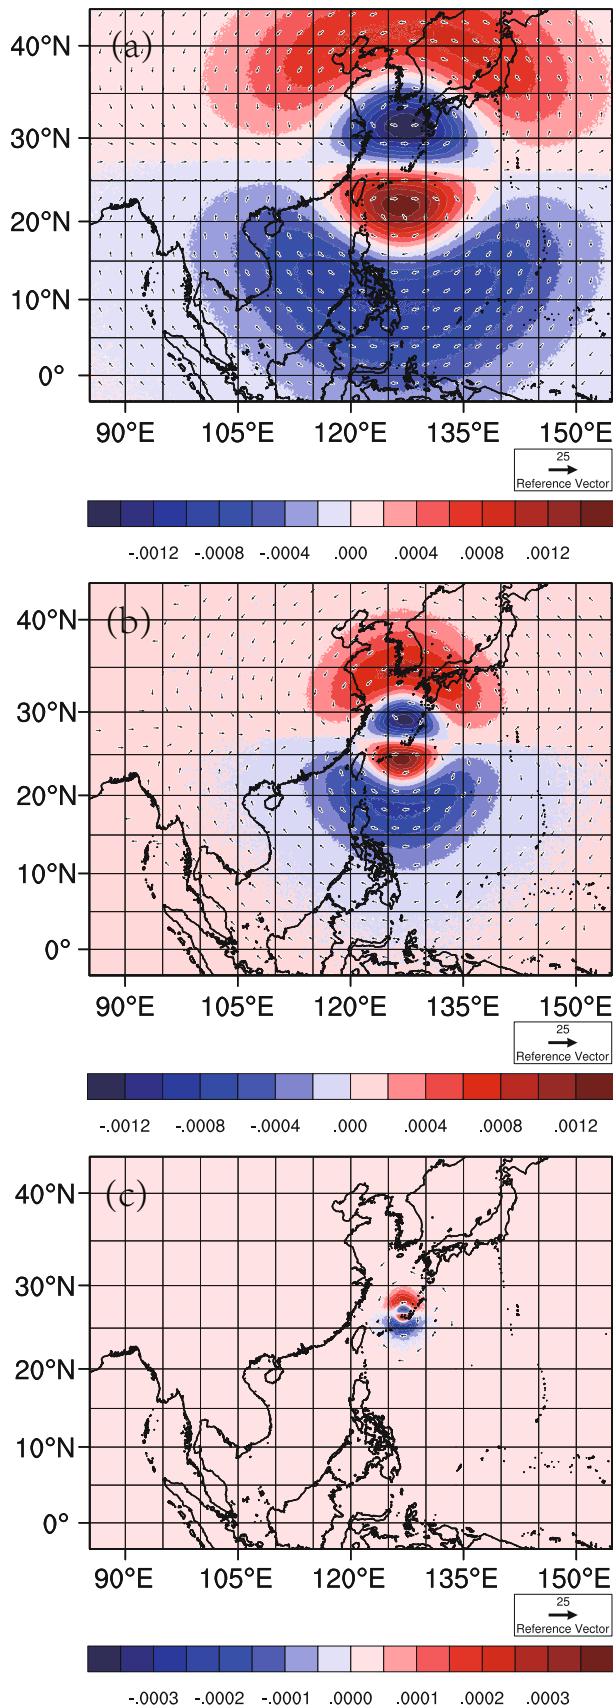 (a)
40°N
30°N
20°N
10°N
0°
90°E 105°E 120°E 135°E 150°E
25
Reference Vector
-.0012 -.0008 -.0004 .000 .0004 .0008 .0012
(b)
40°N
30°N
20°N
10°N
0°
90°E 105°E 120°E 135°E 150°E
25
Reference Vector
-.0012 -.0008 -.0004 .000 .0004 .0008 .0012
(c)
40°N
30°N
20°N
10°N
0°
90°E 105°E 120°E 135°E 150°E
25
Reference Vector
-.0003 -.0002 -.0001 .0000 .0001 .0002 .0003